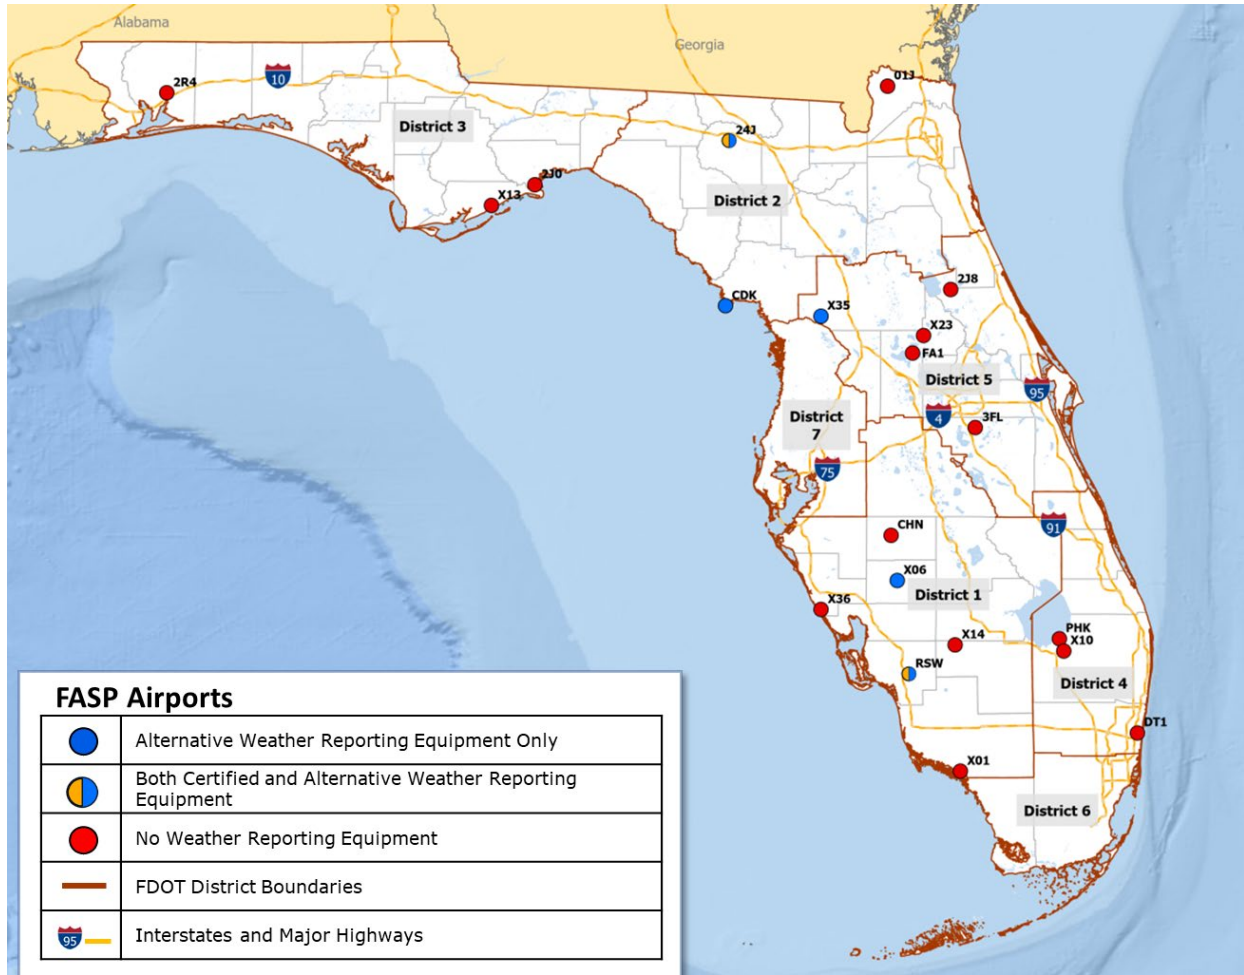 Alabama
Georgia
2R4
10
01J
District 3
24J
2J0
X13
District 2
2J8
CDK
X35
X23
FA1
District 5
95
District
7
4
3FL
75
91
CHN
X06
District 1
X36
X14
PHK
X10
RSW
District 4
DT1
X01
District 6
FASP Airports
Alternative Weather Reporting Equipment Only
Both Certified and Alternative Weather Reporting
Equipment
No Weather Reporting Equipment
FDOT District Boundaries
95
Interstates and Major Highways